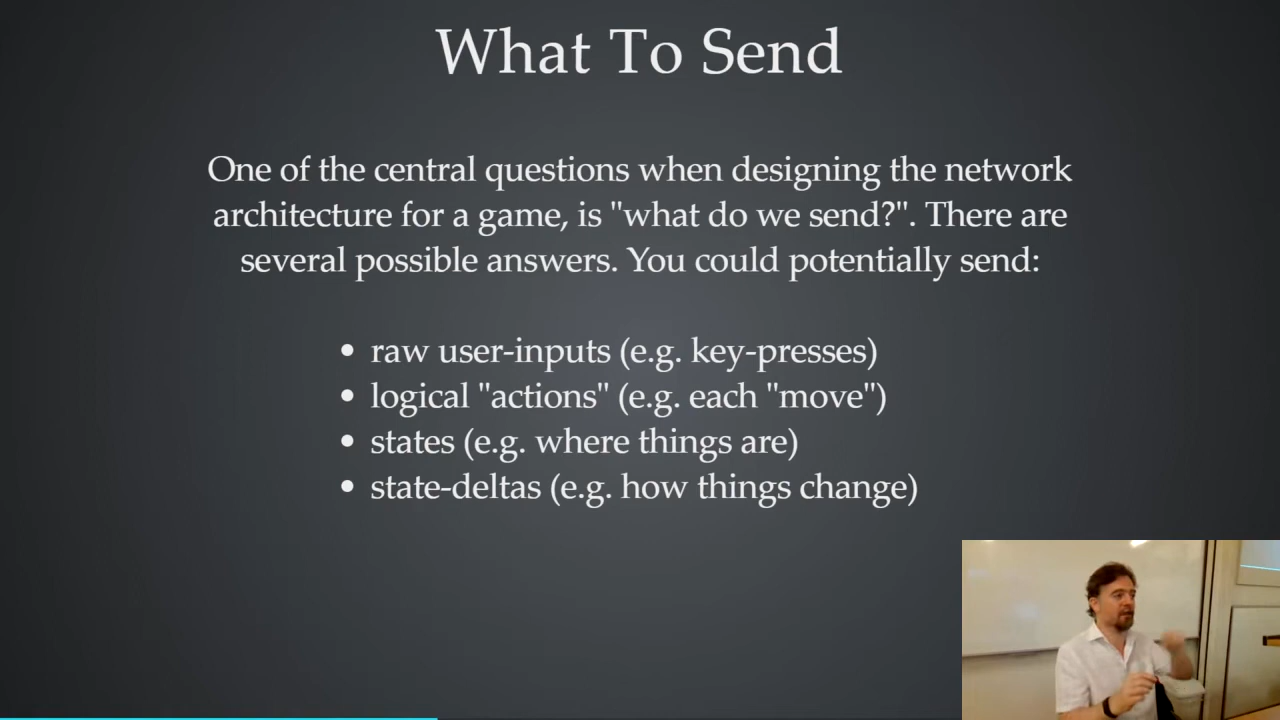 What To Send
One of the central questions when designing the network
architecture for a game, is "what do we send?". There are
several possible answers. You could potentially send:
• raw user-inputs (e.g. key-presses)
• logical "actions" (e.g. each "move")
• states (e.g. where things are)
• state-deltas (e.g. how things change)